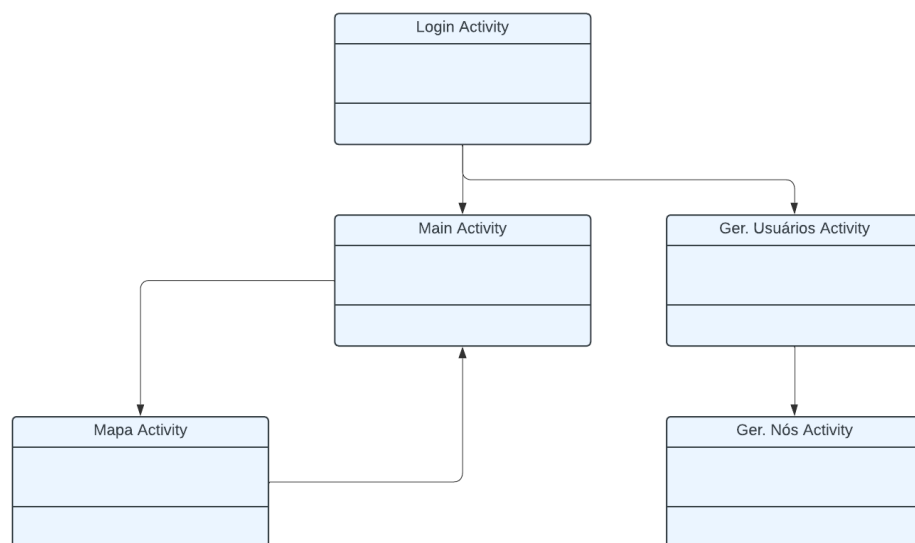 Login Activity
Main Activity
Ger. Usuários Activity
Mapa Activity
Ger. Nós Activity